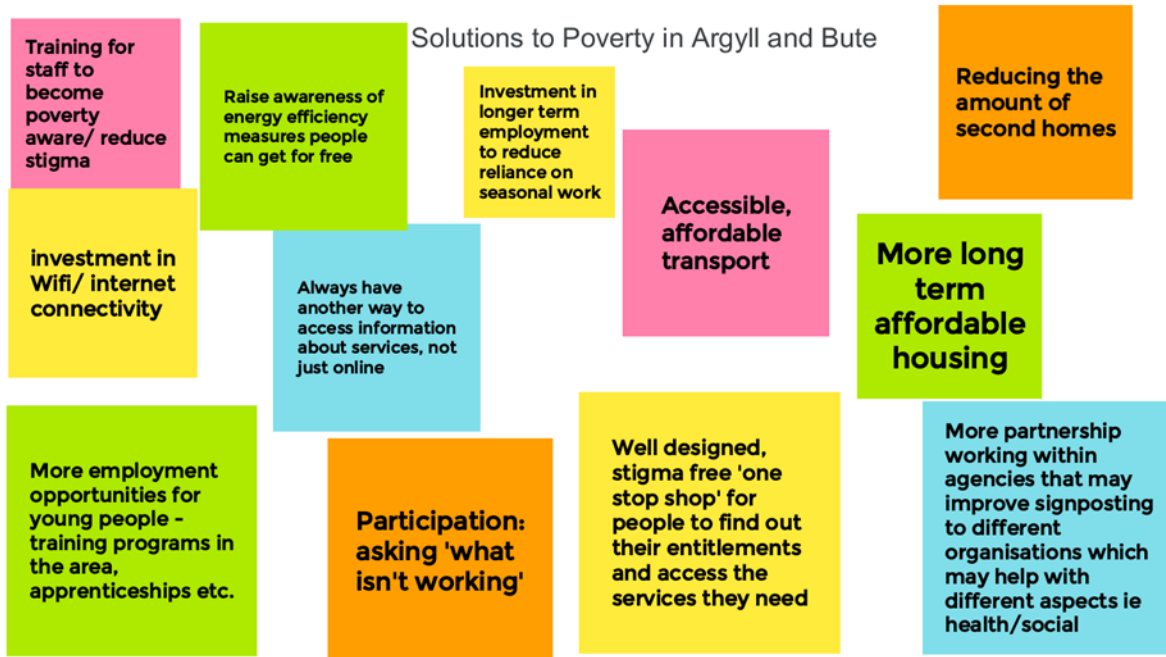 Solutions to Poverty in Argyll and Bute
Training for
staff to
become
poverty
aware/ reduce
stigma
Raise awareness of
energy efficiency
measures people
can get for free
Investment in
longer term
employment
to reduce
reliance on
seasonal work
Accessible,
affordable
transport
Reducing the
amount of
second homes
investment in
Wifi/ internet
connectivity
Always have
another way to
access information
about services, not
just online
More long
term
affordable
housing
More employment
opportunities for
young people -
training programs in
the area,
apprenticeships etc.
Participation:
asking 'what
isn't working'
Well designed,
stigma free 'one
stop shop' for
people to find out
their entitlements
and access the
services they need
More partnership
working within
agencies that may
improve signposting
to different
organisations which
may help with
different aspects ie
health/social